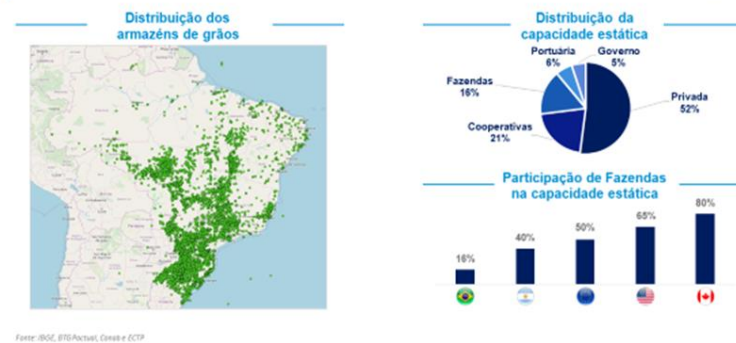 Distribuição dos
armazéns de grãos
Distribuição da
capacidade estática
Portuária
6%
Governo
5%
Fazendas
16%
Privada
52%
Cooperativas
21%
Participação de Fazendas
na capacidade estática
16%
40%
50%
65%
80%
Fonte: IBGE, BTG Pactual, Conab e ECTP